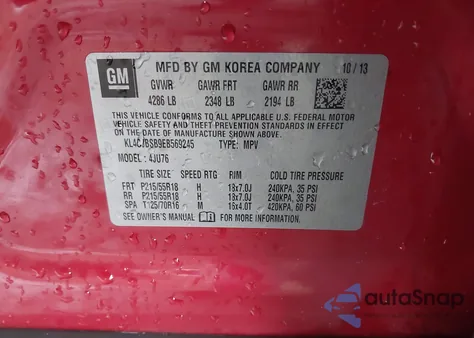 GM
MFD BY GM KOREA COMPANY 10/13
GVWR GAWR FRT GAWR RR
4286 LB 2348 LB 2194 LB
THIS VEHICLE CONFORMS TO ALL APPLICABLE U.S. FEDERAL MOTOR
VEHICLE SAFETY AND THEFT PREVENTION STANDARDS IN EFFECT ON
THE DATE OF MANUFACTURE SHOWN ABOVE.
KL4CJBSB9EB569245 TYPE: MPV
MODEL: 4JU76
TIRE SIZE SPEED RTG RIM COLD TIRE PRESSURE
FRT P215/55R18 H 18x7.0J 240KPA, 35 PSI
RR P215/55R18 H 18x7.0J 240KPA, 35 PSI
SPA T125/70R16 M 16x4.0T 420KPA, 60 PSI
SEE OWNER'S MANUAL FOR MORE INFORMATION.
autoSnap